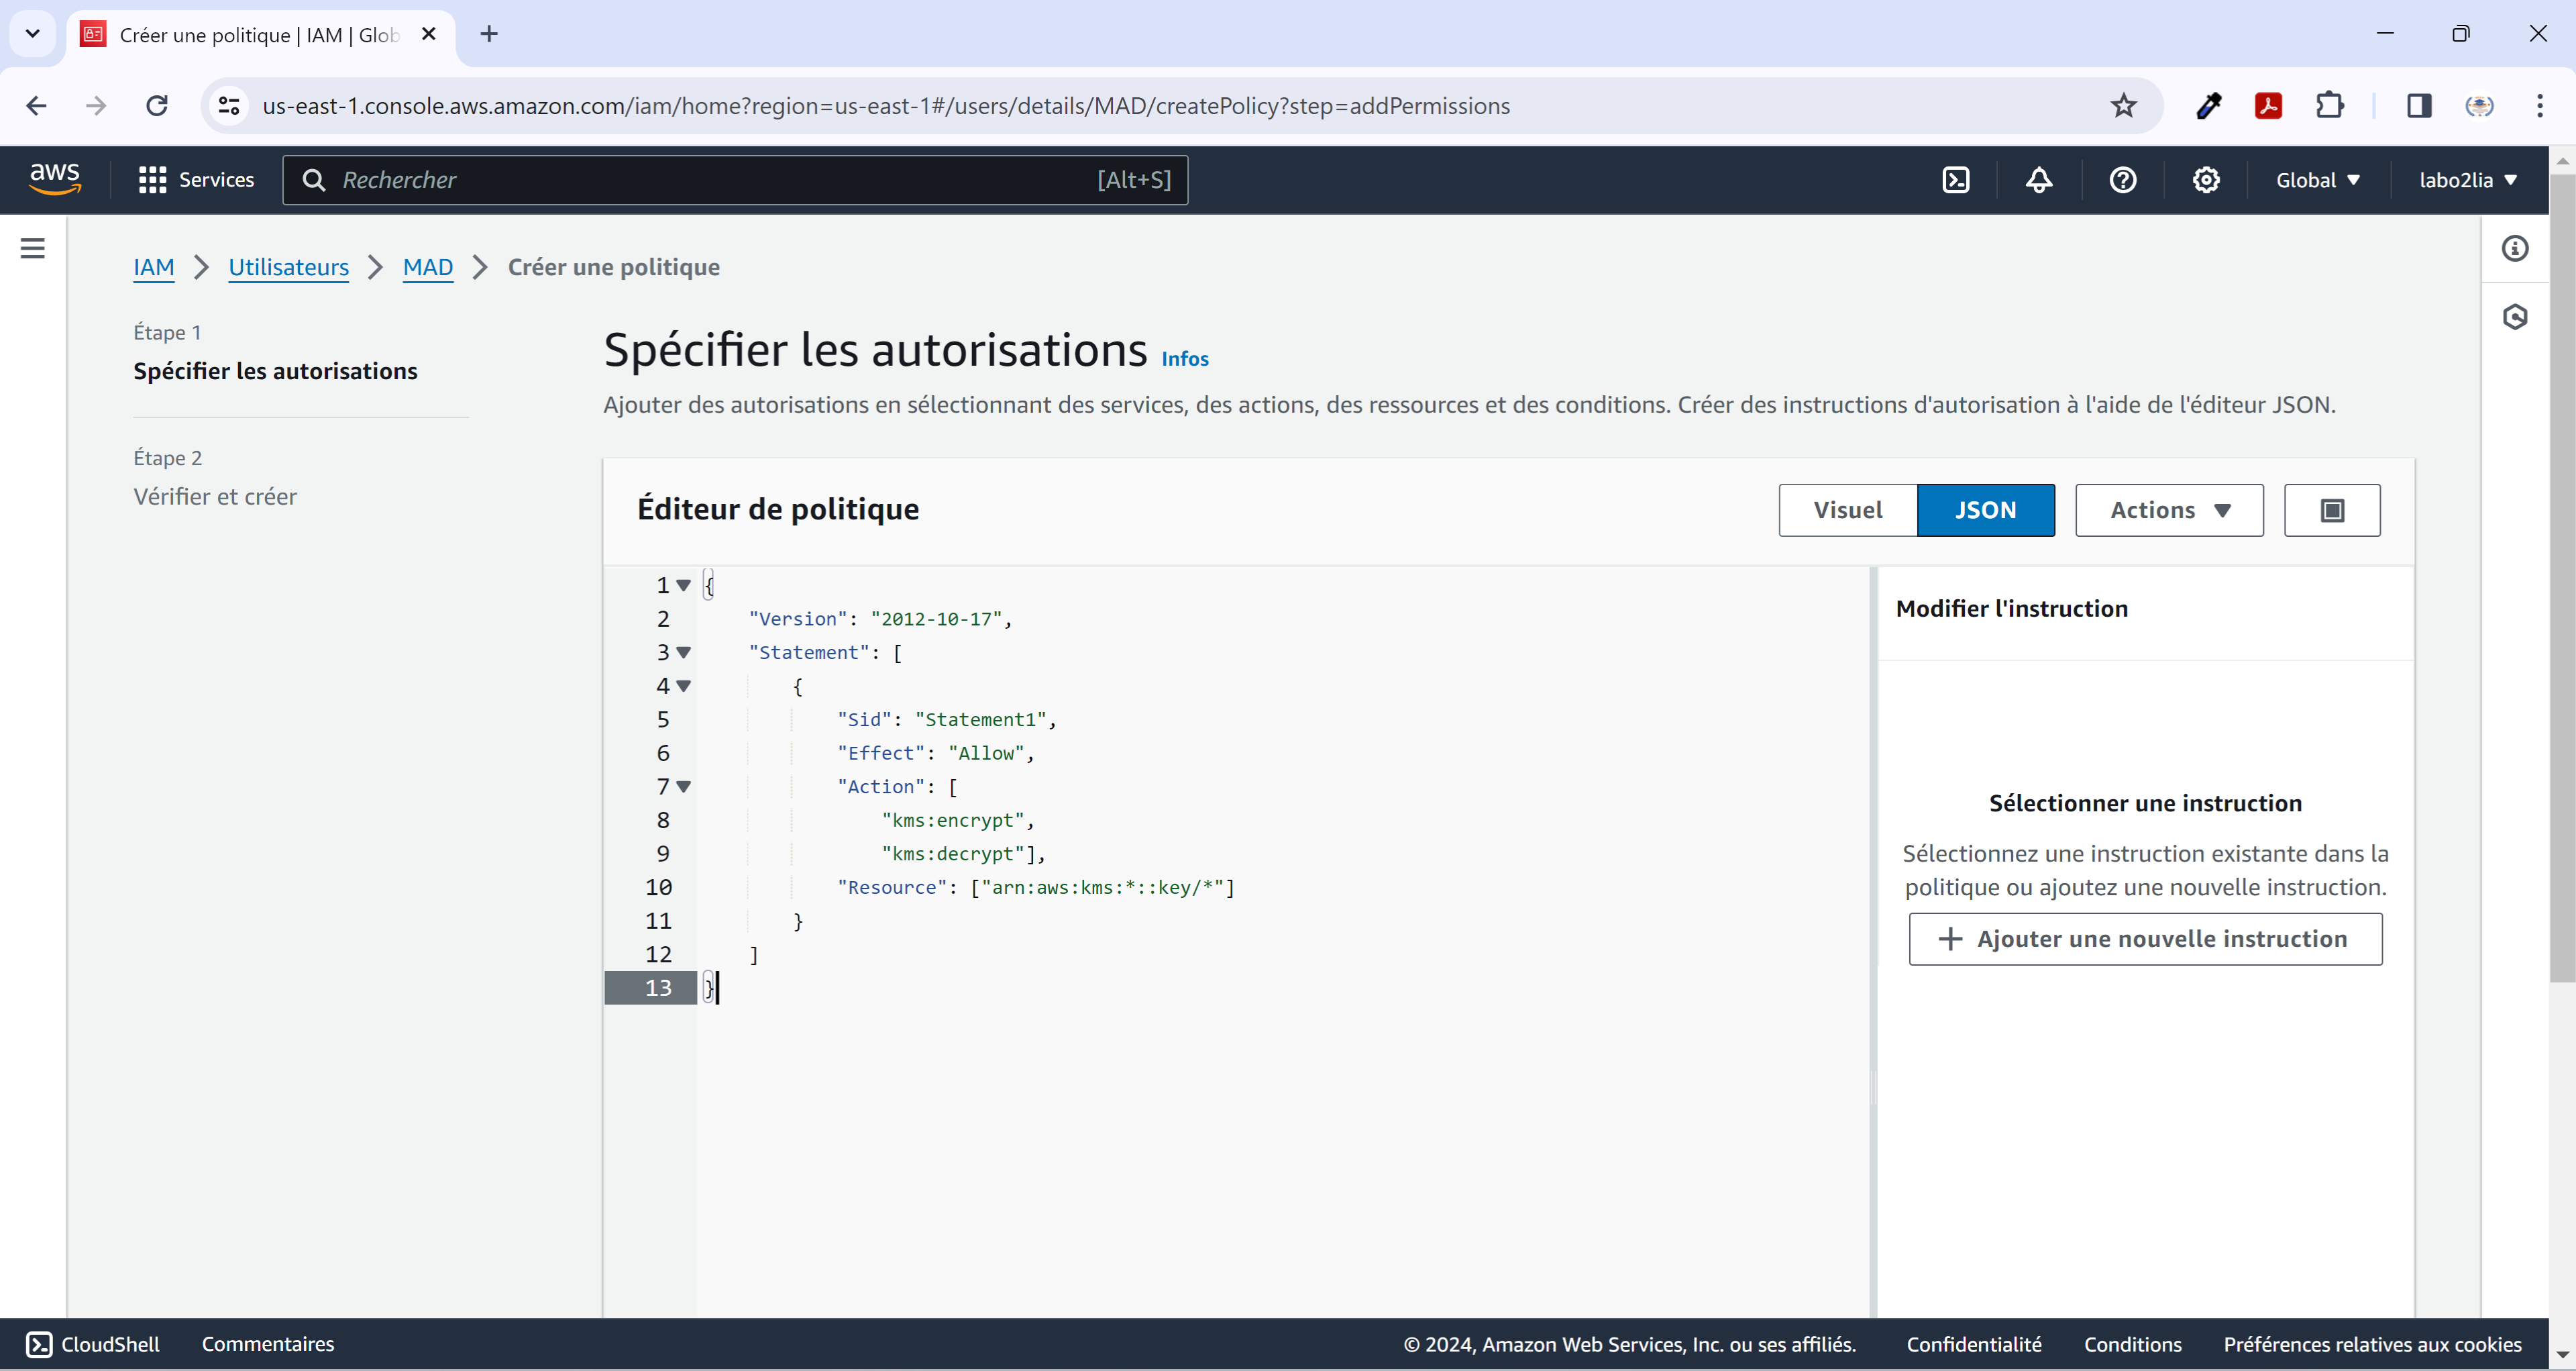 Créer une politique | IAM | Glob
us-east-1.console.aws.amazon.com/iam/home?region=us-east-1#/users/details/MAD/createPolicy?step=addPermissions
aws Services Rechercher [Alt+S] Global labo2lia
IAM > Utilisateurs > MAD > Créer une politique
Étape 1
Spécifier les autorisations
Étape 2
Vérifier et créer
Spécifier les autorisations Infos
Ajouter des autorisations en sélectionnant des services, des actions, des ressources et des conditions. Créer des instructions d'autorisation à l'aide de l'éditeur JSON.
Éditeur de politique Visuel JSON Actions
1 {
2 "Version": "2012-10-17",
3 "Statement": [
4 {
5 "Sid": "Statement1",
6 "Effect": "Allow",
7 "Action": [
8 "kms:encrypt",
9 "kms:decrypt"],
10 "Resource": ["arn:aws:kms:*::key/*"]
11 }
12 ]
13 }
Modifier l'instruction
Sélectionner une instruction
Sélectionnez une instruction existante dans la
politique ou ajoutez une nouvelle instruction.
+ Ajouter une nouvelle instruction
CloudShell Commentaires © 2024, Amazon Web Services, Inc. ou ses affiliés. Confidentialité Conditions Préférences relatives aux cookies